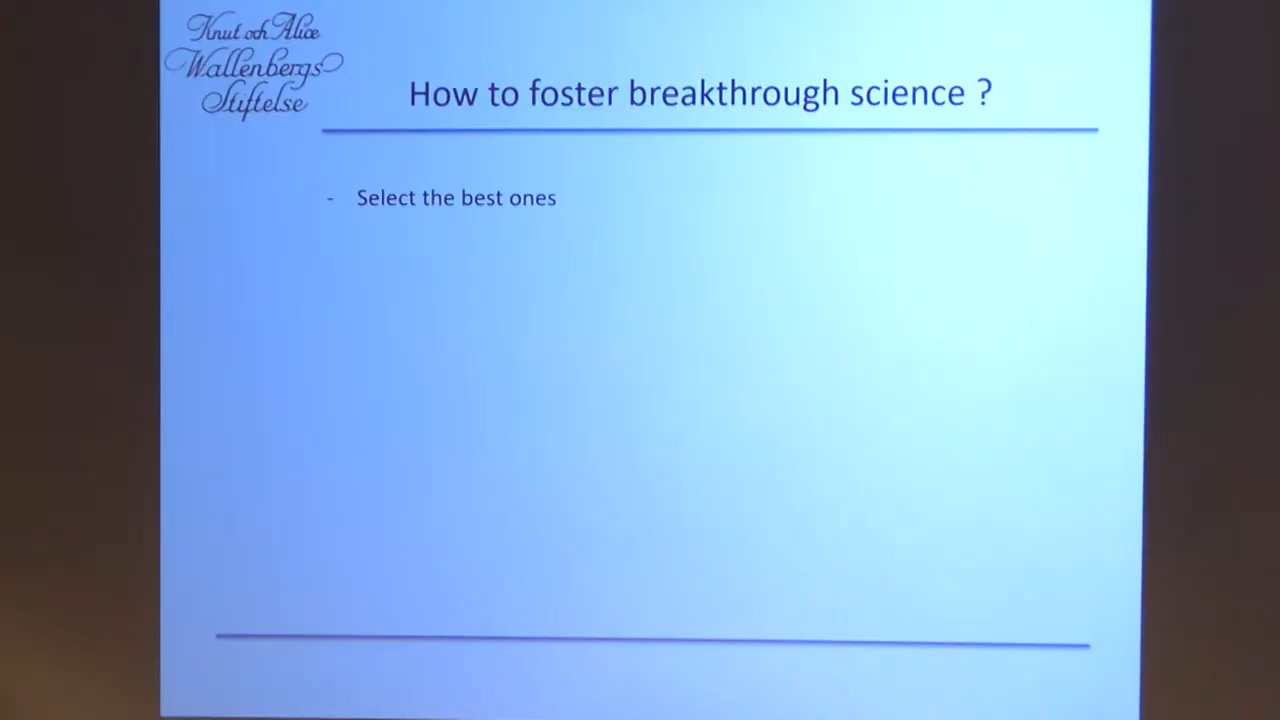 Knut och Alice
Wallenbergs
Stiftelse
How to foster breakthrough science ?
- Select the best ones